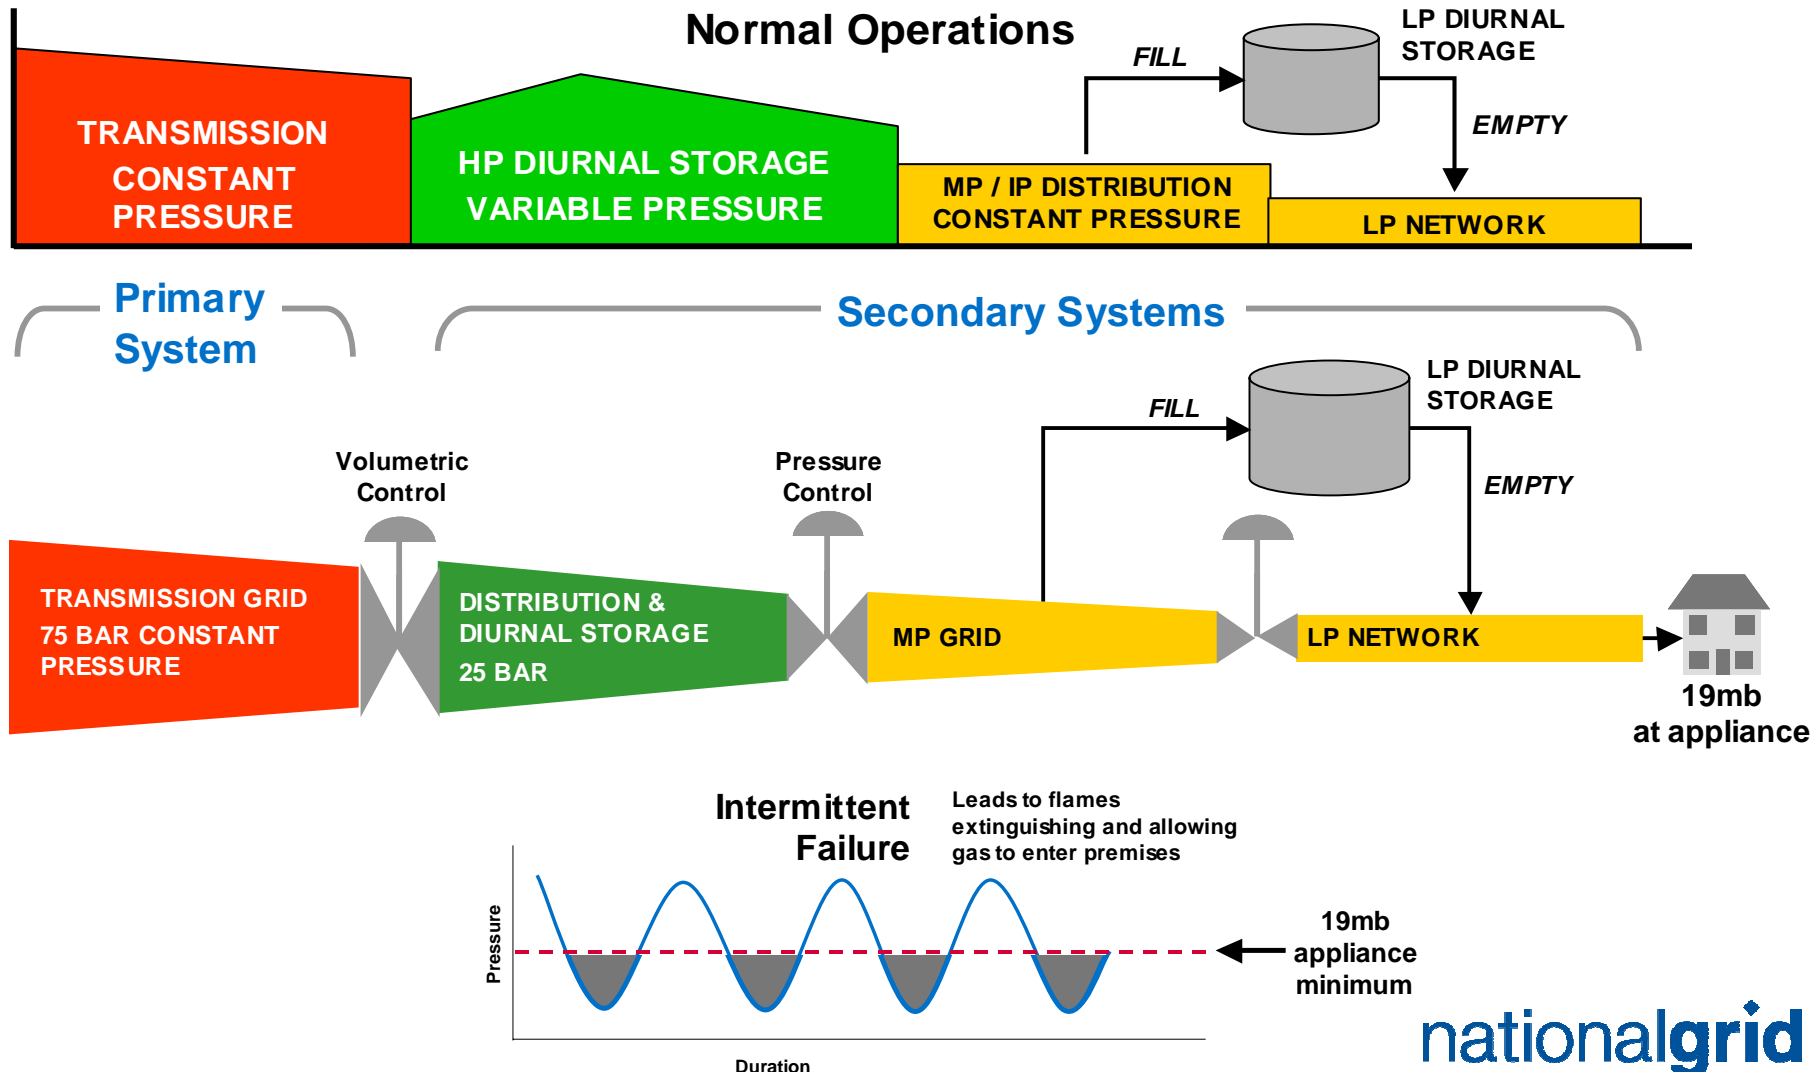 Normal Operations
LP DIURNAL
STORAGE
FILL
EMPTY
TRANSMISSION
CONSTANT
PRESSURE
HP DIURNAL STORAGE
VARIABLE PRESSURE
MP / IP DISTRIBUTION
CONSTANT PRESSURE
LP NETWORK
Primary
System
Secondary Systems
LP DIURNAL
STORAGE
FILL
EMPTY
Volumetric
Control
Pressure
Control
TRANSMISSION GRID
75 BAR CONSTANT
PRESSURE
DISTRIBUTION &
DIURNAL STORAGE
25 BAR
MP GRID
LP NETWORK
19mb
at appliance
Intermittent
Failure
Leads to flames
extinguishing and allowing
gas to enter premises
Pressure
Duration
19mb
appliance
minimum
nationalgrid